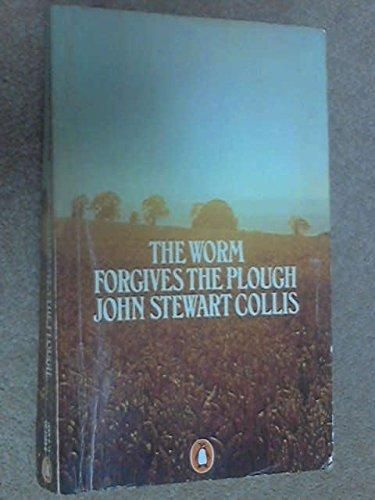 THE WORM
FORGIVES THE PLOUGH
JOHN STEWART COLLIS